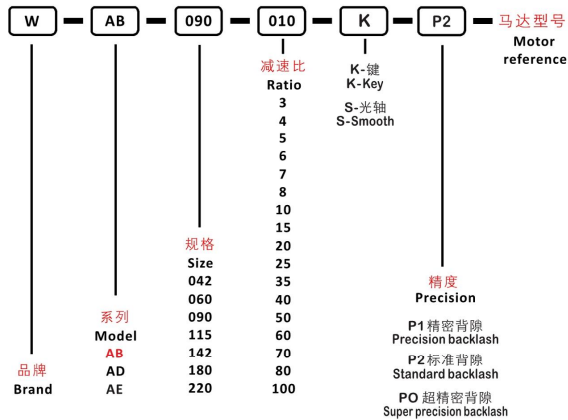 W AB 090 010 K P2 马达型号
Motor
reference
减速比
Ratio
3
4
5
6
7
8
10
15
20
25
35
40
50
60
70
80
100
K-键
K-Key
S-光轴
S-Smooth
规格
Size
042
060
090
115
142
180
220
精度
Precision
P1精密背隙
Precision backlash
P2标准背隙
Standard backlash
PO 超精密背隙
Super precision backlash
系列
Model
AB
AD
AE
品牌
Brand